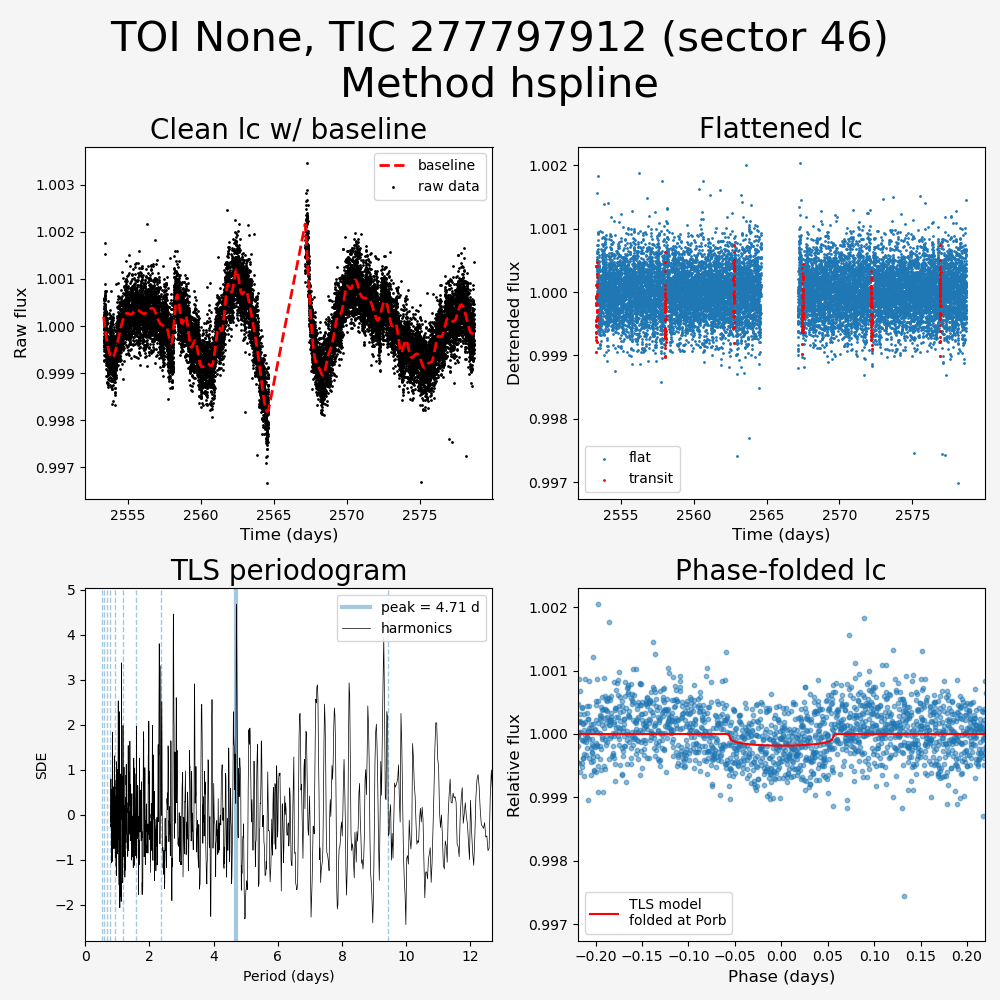 TOI None, TIC 277797912 (sector 46)
Method hspline
Clean lc w/ baseline
Raw flux
1.003
1.002
1.001
1.000
0.999
0.998
0.997
baseline
raw data
2555 2560 2565 2570 2575
Time (days)
Flattened lc
Detrended flux
1.002
1.001
1.000
0.999
0.998
0.997
flat
transit
2555 2560 2565 2570 2575
Time (days)
TLS periodogram
SDE
5
4
3
2
1
0
−1
−2
peak = 4.71 d
harmonics
0 2 4 6 8 10 12
Period (days)
Phase-folded lc
Relative flux
1.002
1.001
1.000
0.999
0.998
0.997
TLS model
folded at Porb
−0.20 −0.15 −0.10 −0.05 0.00 0.05 0.10 0.15 0.20
Phase (days)